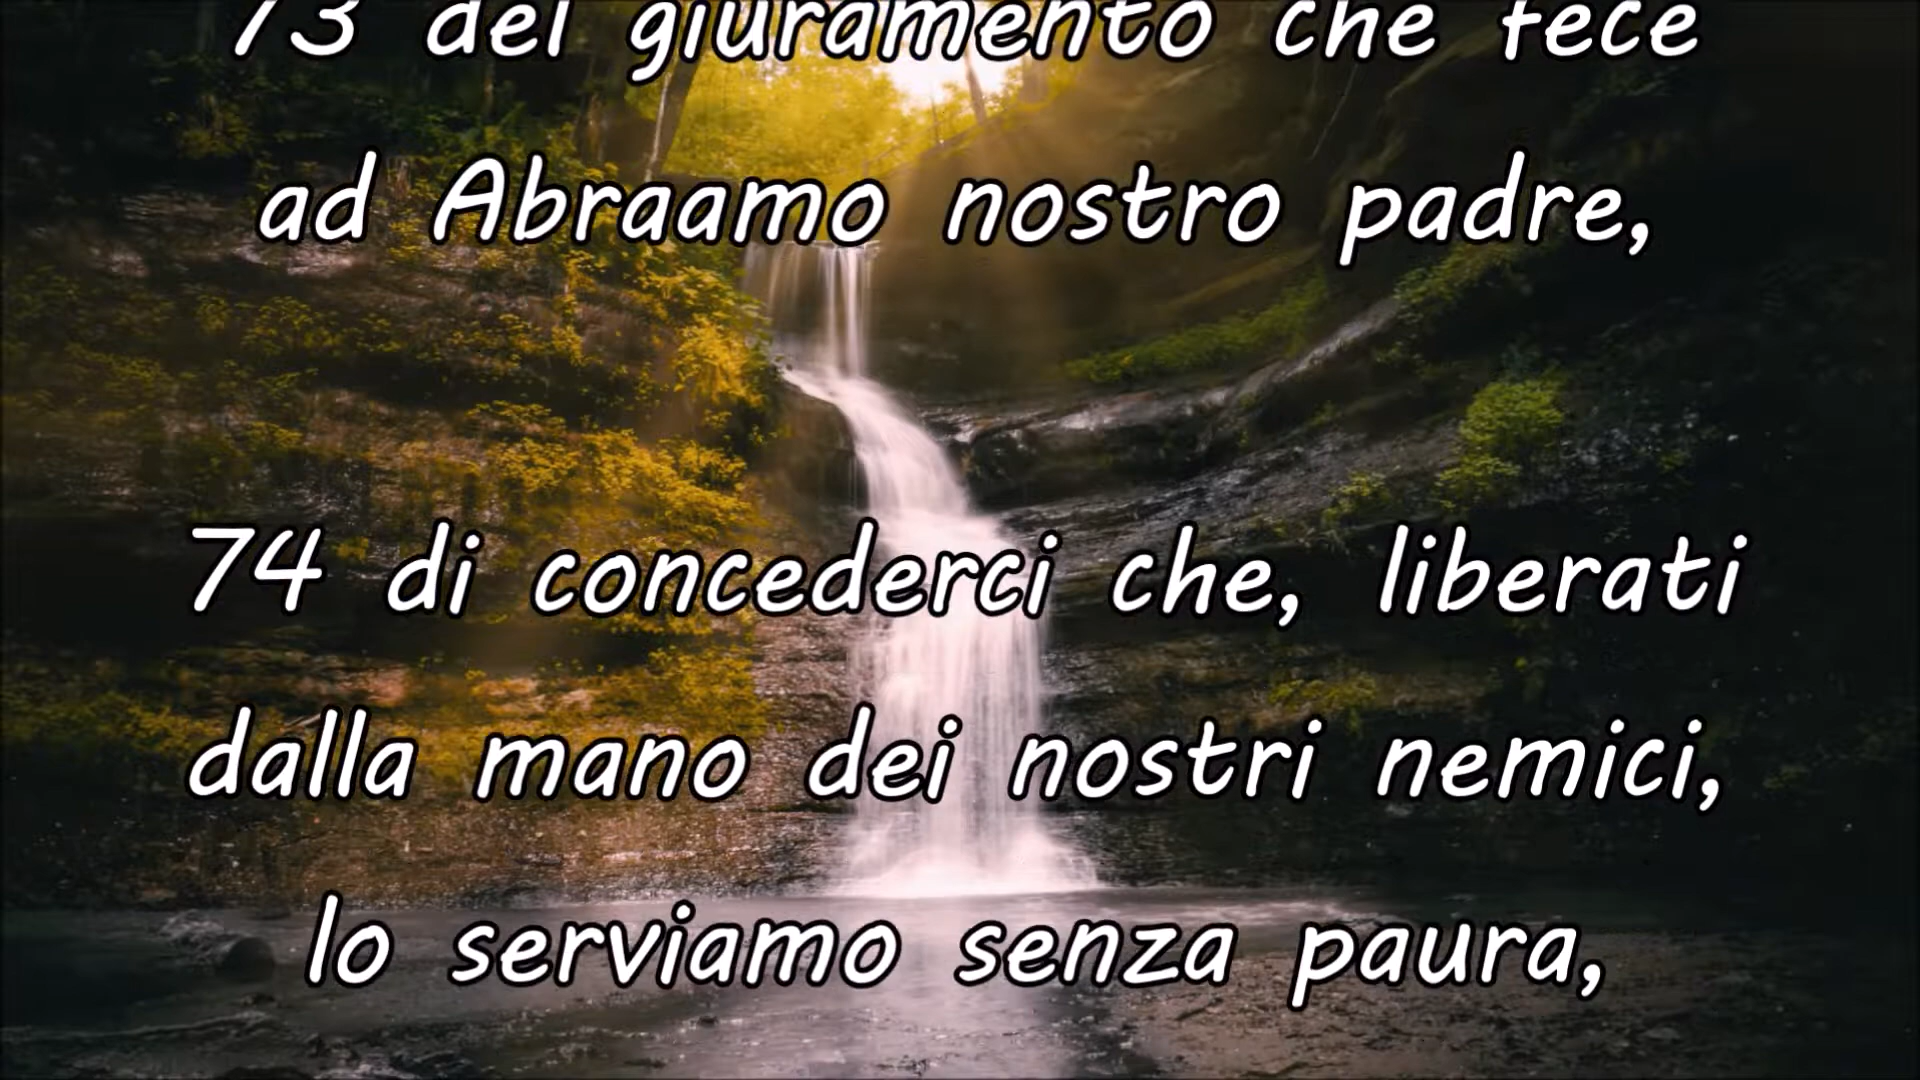 73 del giuramento che fece
ad Abraamo nostro padre,
74 di concederci che, liberati
dalla mano dei nostri nemici,
lo serviamo senza paura,